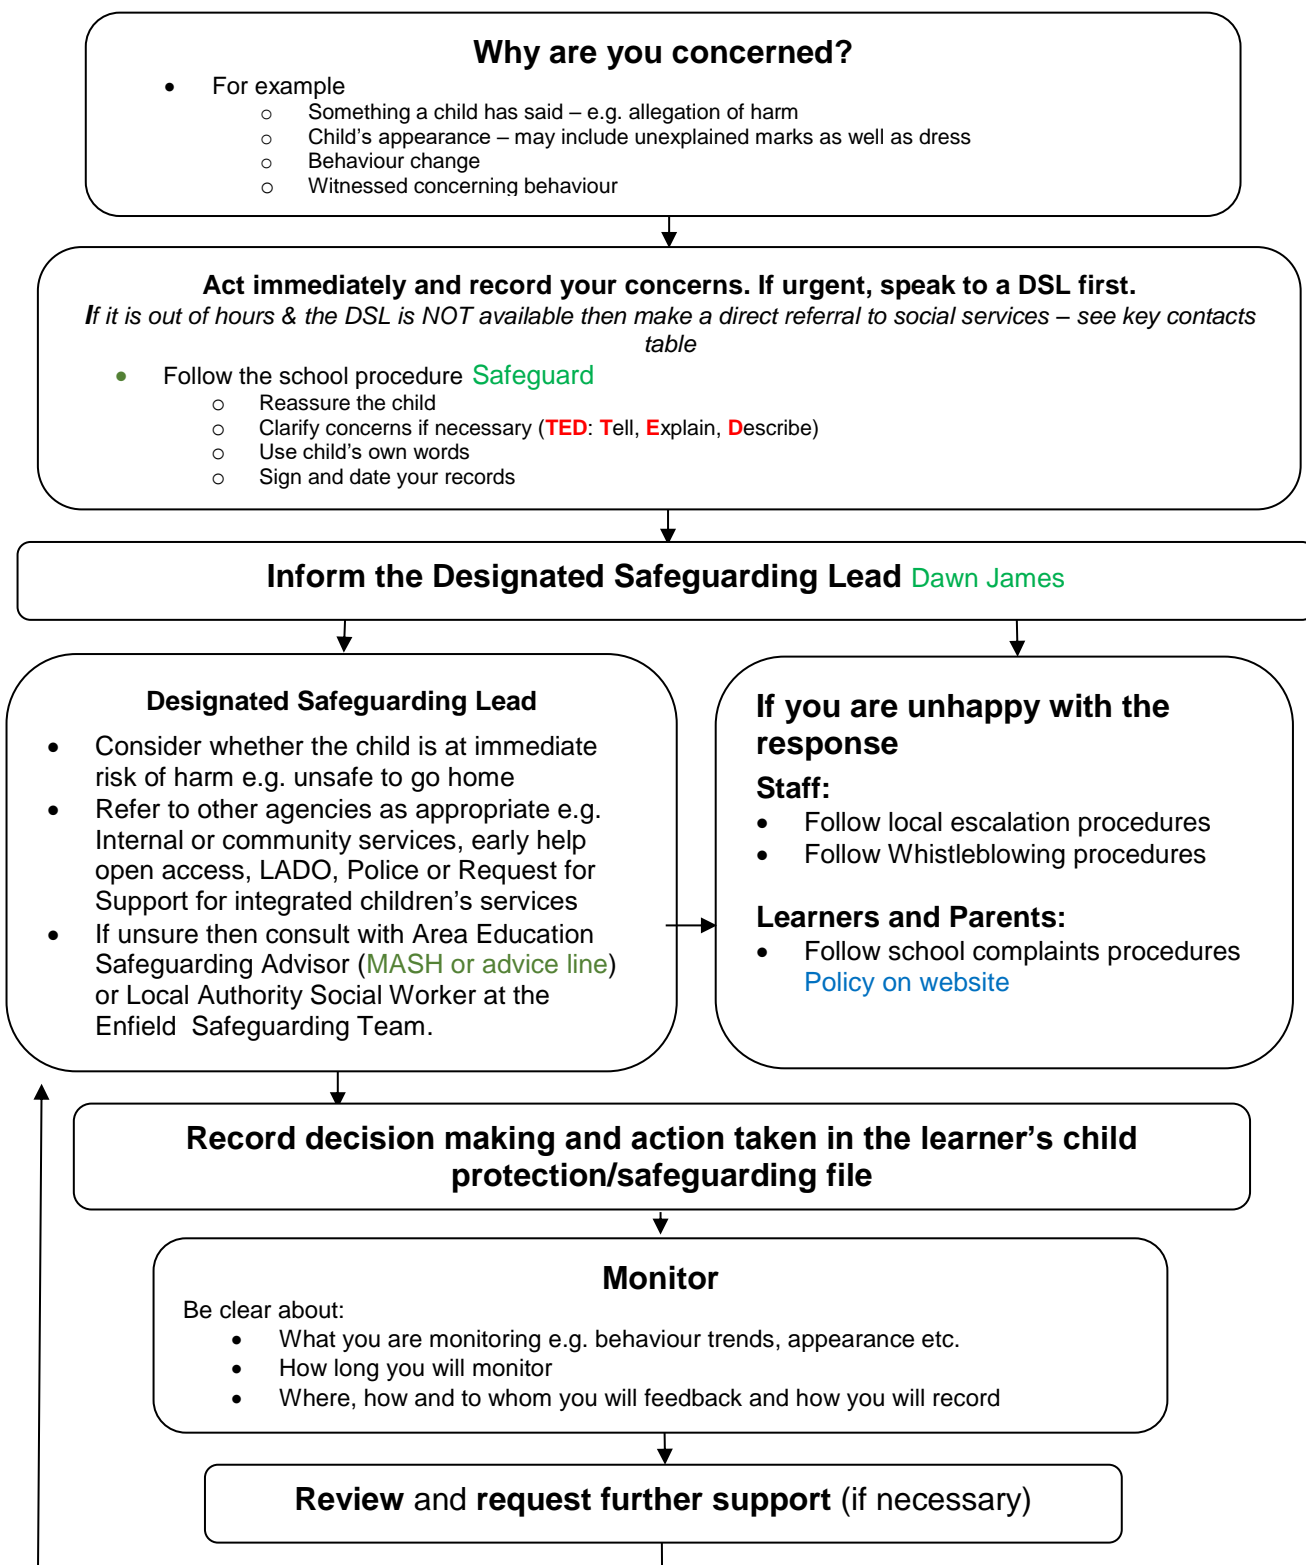 Why are you concerned?
• For example
o Something a child has said – e.g. allegation of harm
o Child's appearance – may include unexplained marks as well as dress
o Behaviour change
o Witnessed concerning behaviour
Act immediately and record your concerns. If urgent, speak to a DSL first.
If it is out of hours & the DSL is NOT available then make a direct referral to social services – see key contacts
table
• Follow the school procedure Safeguard
o Reassure the child
o Clarify concerns if necessary (TED: Tell, Explain, Describe)
o Use child's own words
o Sign and date your records
Inform the Designated Safeguarding Lead Dawn James
Designated Safeguarding Lead
• Consider whether the child is at immediate
risk of harm e.g. unsafe to go home
• Refer to other agencies as appropriate e.g.
Internal or community services, early help
open access, LADO, Police or Request for
Support for integrated children's services
• If unsure then consult with Area Education
Safeguarding Advisor (MASH or advice line)
or Local Authority Social Worker at the
Enfield  Safeguarding Team.
If you are unhappy with the
response
Staff:
• Follow local escalation procedures
• Follow Whistleblowing procedures
Learners and Parents:
• Follow school complaints procedures
Policy on website
Record decision making and action taken in the learner's child
protection/safeguarding file
Monitor
Be clear about:
• What you are monitoring e.g. behaviour trends, appearance etc.
• How long you will monitor
• Where, how and to whom you will feedback and how you will record
Review and request further support (if necessary)